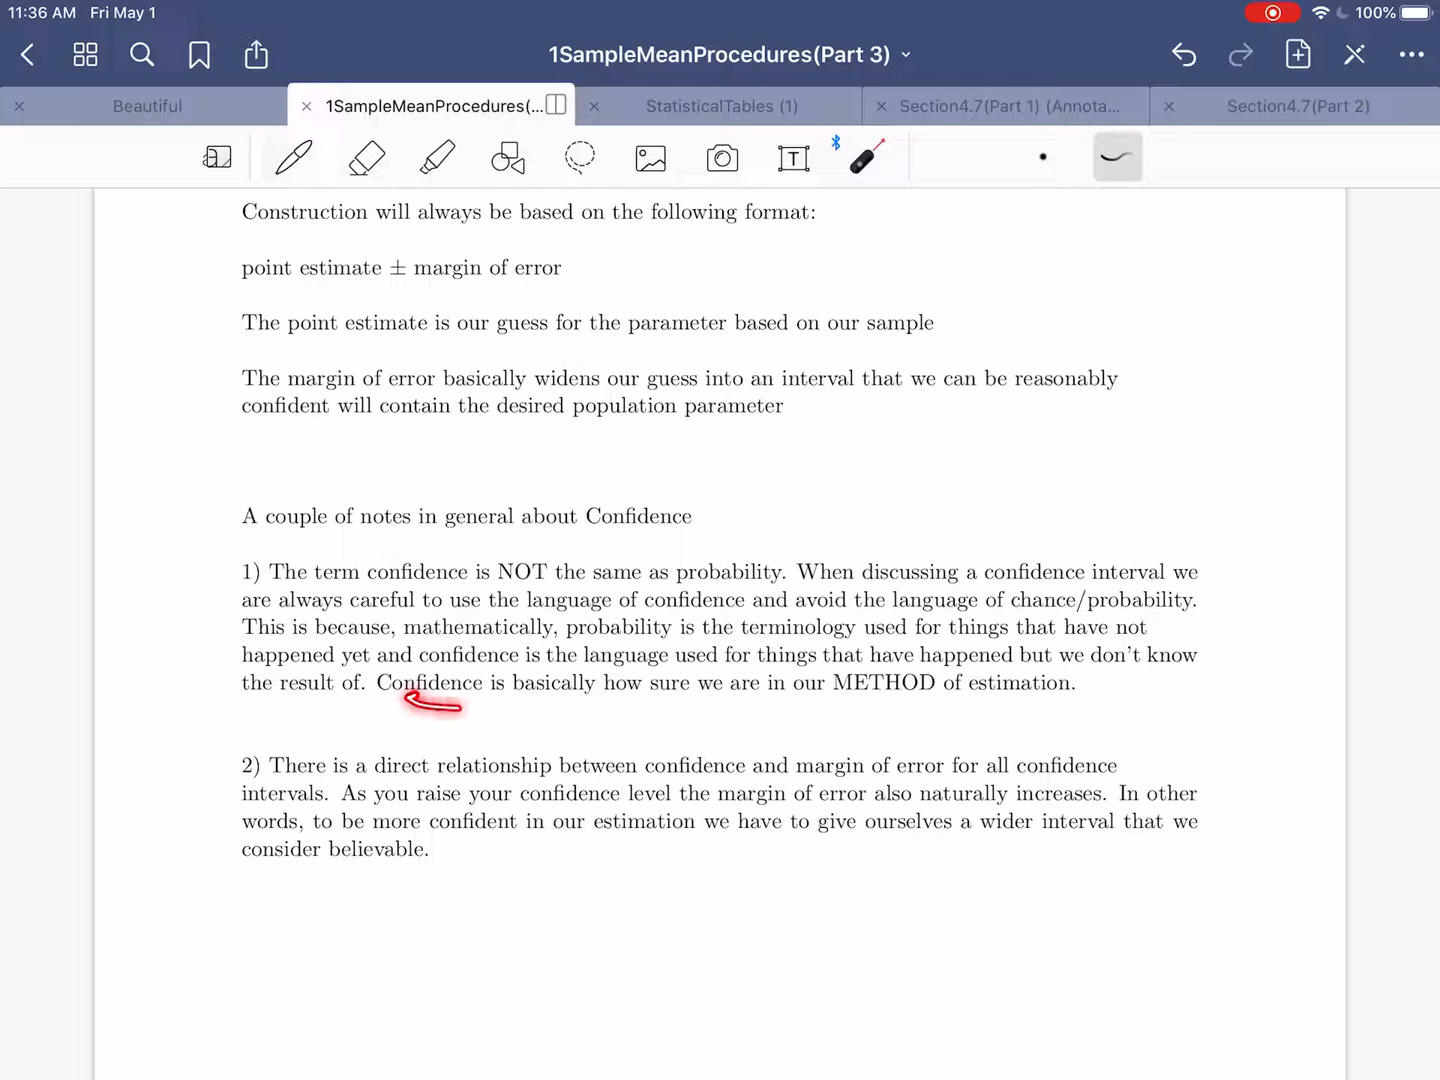 11:36 AM Fri May 1
100%
1SampleMeanProcedures(Part 3)
Beautiful
1SampleMeanProcedures(...
StatisticalTables (1)
Section4.7(Part 1) (Annota...
Section4.7(Part 2)
T
Construction will always be based on the following format:
point estimate ± margin of error
The point estimate is our guess for the parameter based on our sample
The margin of error basically widens our guess into an interval that we can be reasonably
confident will contain the desired population parameter
A couple of notes in general about Confidence
1) The term confidence is NOT the same as probability. When discussing a confidence interval we
are always careful to use the language of confidence and avoid the language of chance/probability.
This is because, mathematically, probability is the terminology used for things that have not
happened yet and confidence is the language used for things that have happened but we don't know
the result of. Confidence is basically how sure we are in our METHOD of estimation.
2) There is a direct relationship between confidence and margin of error for all confidence
intervals. As you raise your confidence level the margin of error also naturally increases. In other
words, to be more confident in our estimation we have to give ourselves a wider interval that we
consider believable.